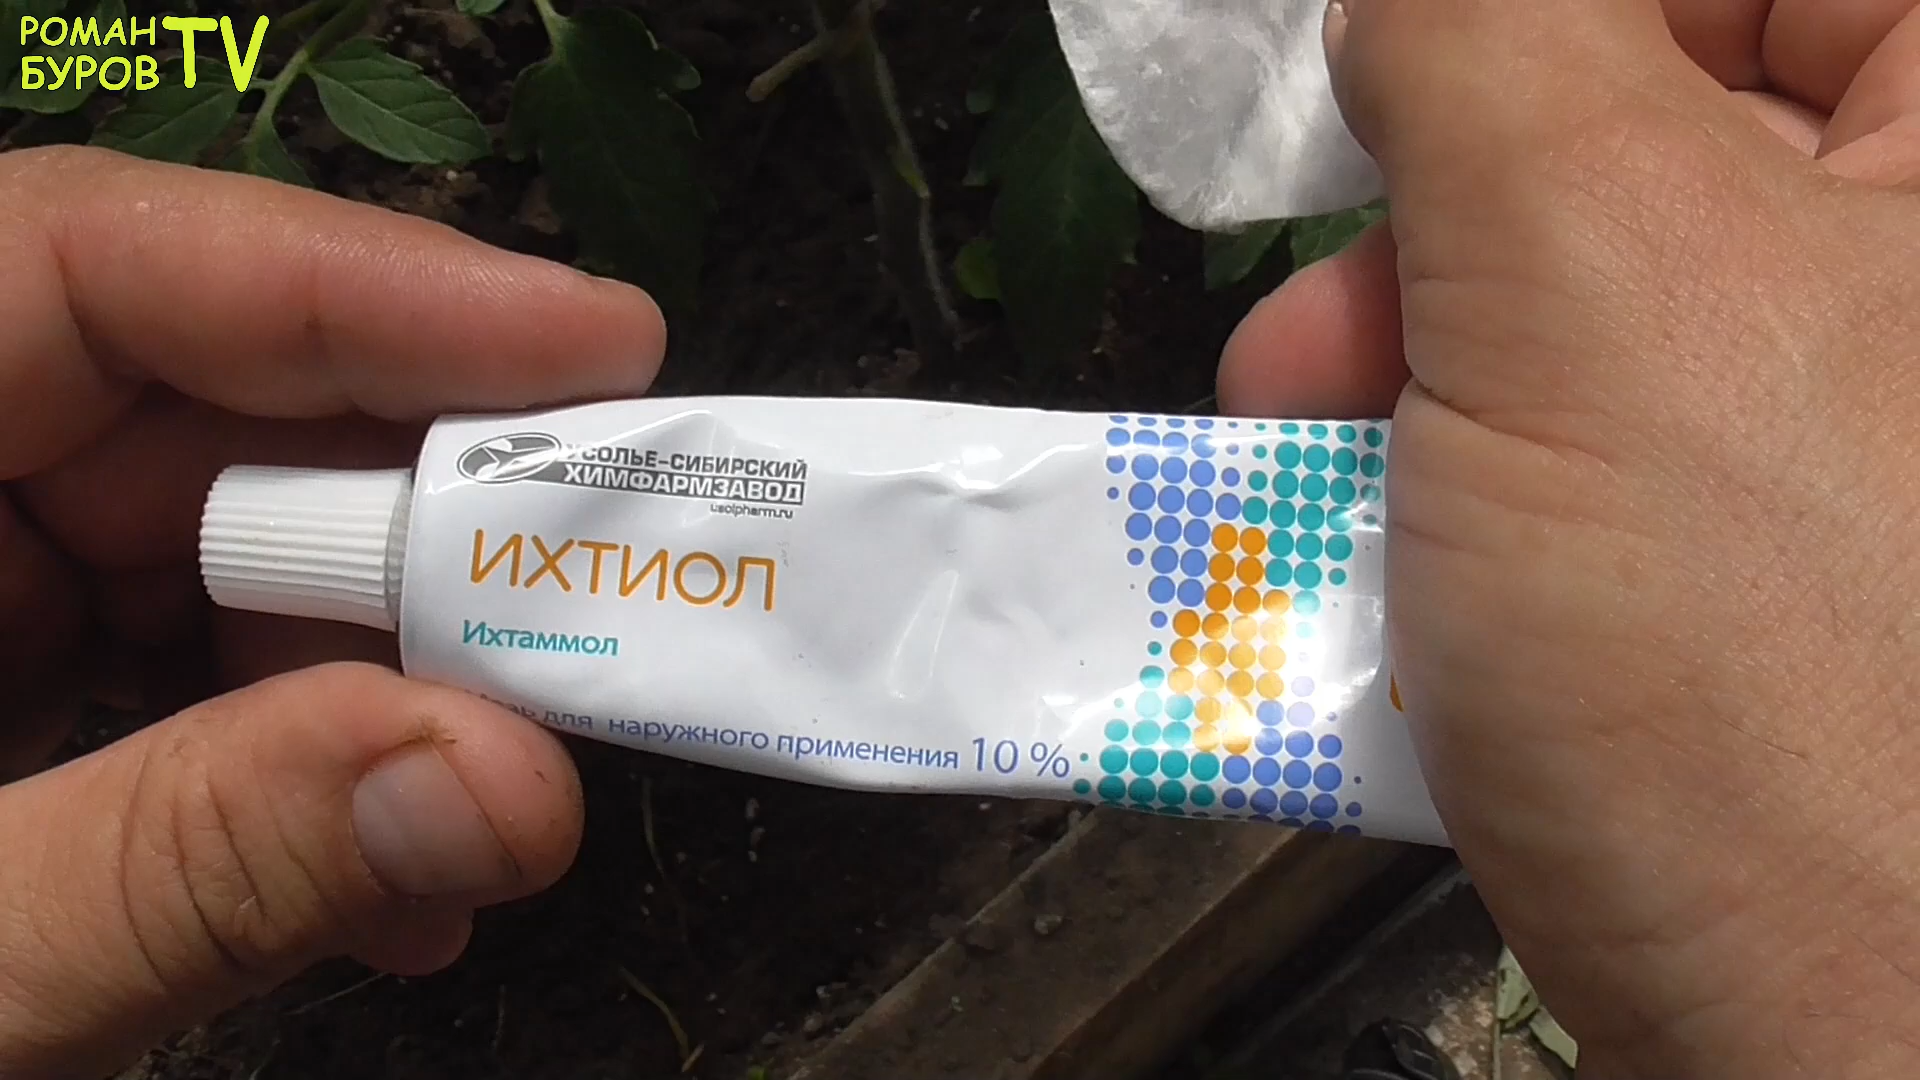 РОМАН
БУРОВ TV
УСОЛЬЕ-СИБИРСКИЙ
ХИМФАРМЗАВОД
usolpharm.ru
ИХТИОЛ
Ихтаммол
для наружного применения 10 %